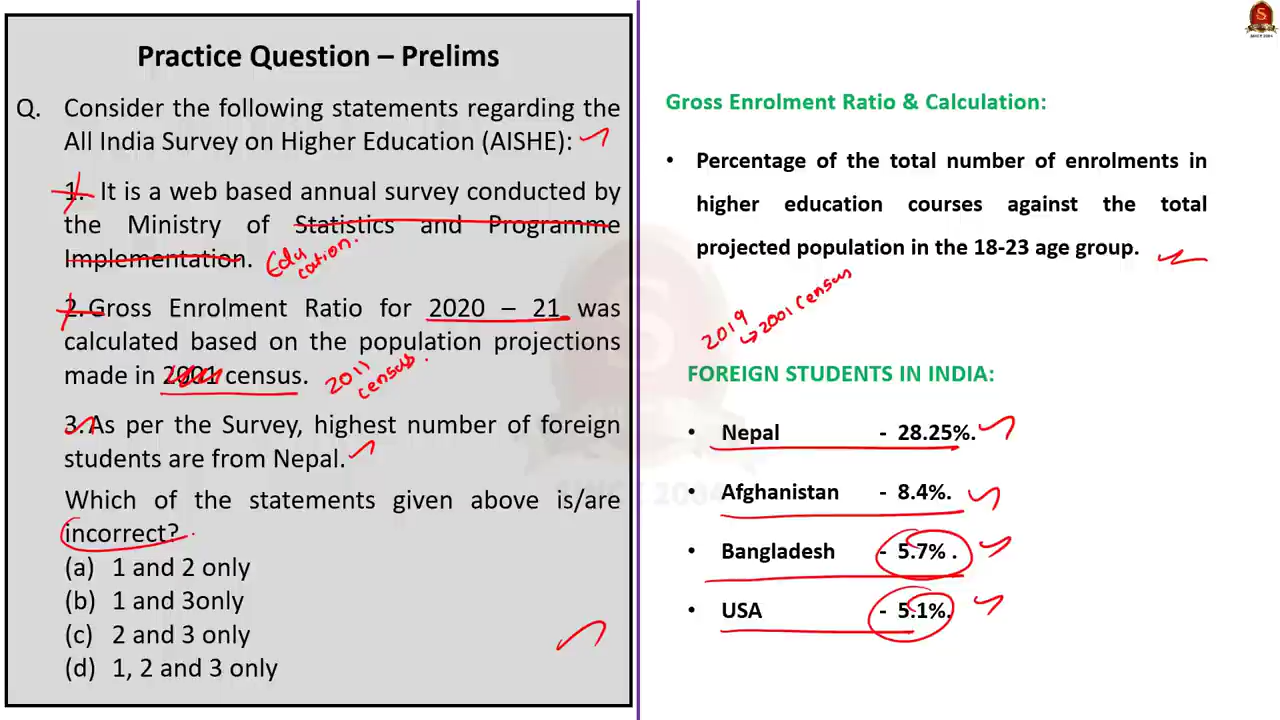 Practice Question – Prelims
Q. Consider the following statements regarding the
All India Survey on Higher Education (AISHE):
1. It is a web based annual survey conducted by
the Ministry of Statistics and Programme
Implementation.
Edu
cation.
2. Gross Enrolment Ratio for 2020 – 21 was
calculated based on the population projections
made in 2001 census.
2011
census.
3. As per the Survey, highest number of foreign
students are from Nepal.
Which of the statements given above is/are
incorrect?
(a) 1 and 2 only
(b) 1 and 3only
(c) 2 and 3 only
(d) 1, 2 and 3 only
Gross Enrolment Ratio & Calculation:
• Percentage of the total number of enrolments in
higher education courses against the total
projected population in the 18-23 age group.
2019
2001 Census
FOREIGN STUDENTS IN INDIA:
• Nepal - 28.25%.
• Afghanistan - 8.4%.
• Bangladesh - 5.7% .
• USA - 5.1%.
SINCE 2004